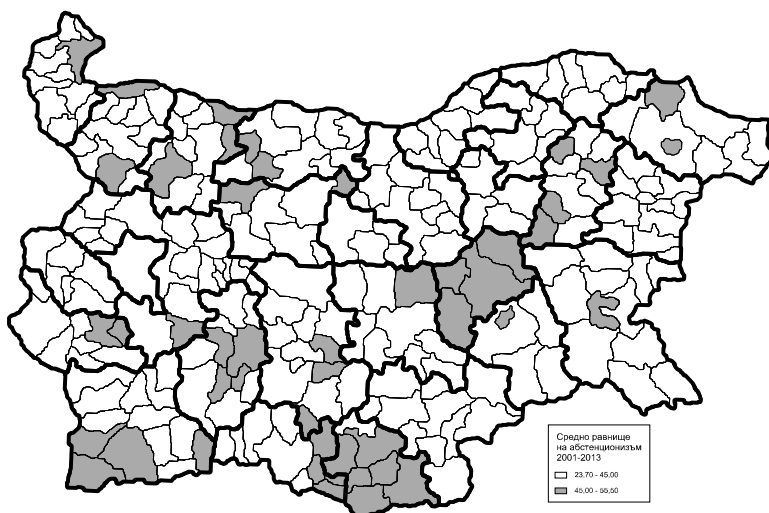 Средно равнище
на абстенционизъм
2001-2013
23,70 - 45,00
45,00 - 55,50